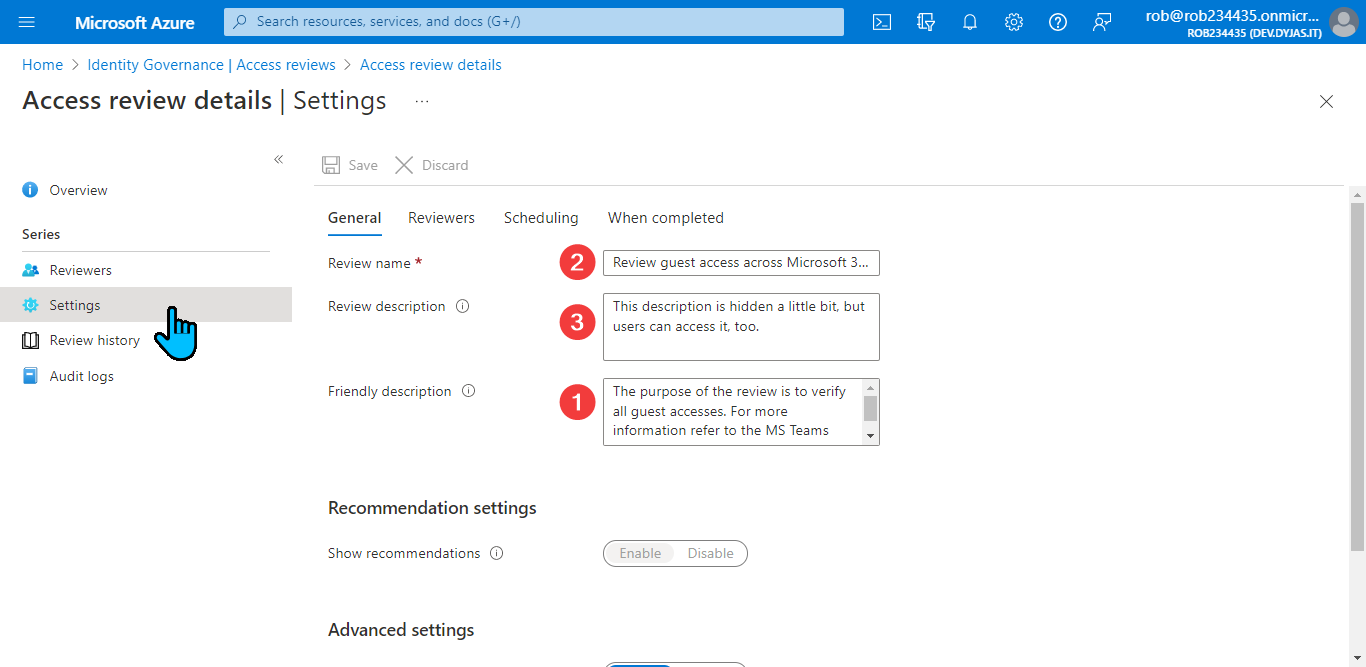 Microsoft Azure
Search resources, services, and docs (G+/)
rob@rob234435.onmicr...
ROB234435 (DEV.DYJAS.IT)
Home > Identity Governance | Access reviews > Access review details
Access review details | Settings ...
«
Save Discard
Overview
Series
Reviewers
Settings
Review history
Audit logs
General Reviewers Scheduling When completed
Review name * 2 Review guest access across Microsoft 3...
Review description 3 This description is hidden a little bit, but
users can access it, too.
Friendly description 1 The purpose of the review is to verify
all guest accesses. For more
information refer to the MS Teams
Recommendation settings
Show recommendations Enable Disable
Advanced settings